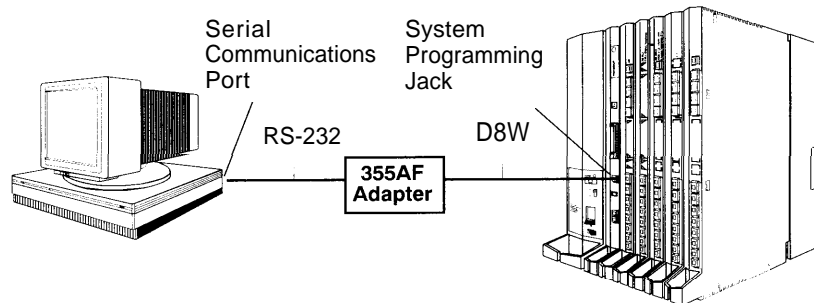 Serial
Communications
Port
System
Programming
Jack
RS-232
D8W
355AF
Adapter